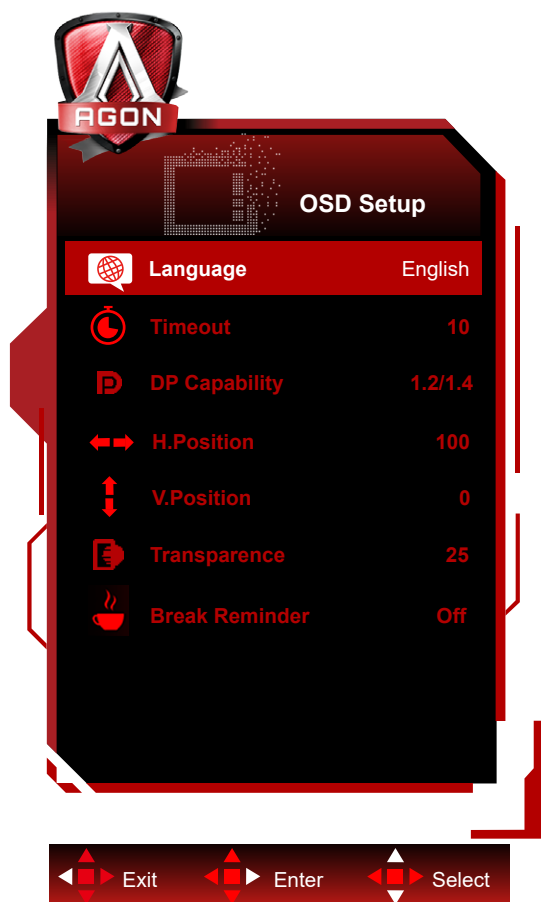 AGON
OSD Setup
Language English
Timeout 10
DP Capability 1.2/1.4
H.Position 100
V.Position 0
Transparence 25
Break Reminder Off
Exit Enter Select